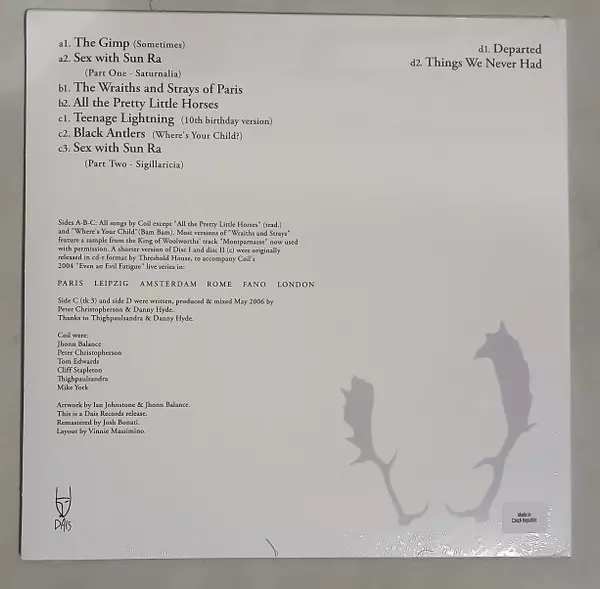 a1. The Gimp (Sometimes)
a2. Sex with Sun Ra
(Part One - Saturnalia)
b1. The Wraiths and Strays of Paris
b2. All the Pretty Little Horses
c1. Teenage Lightning (10th birthday version)
c2. Black Antlers (Where's Your Child?)
c3. Sex with Sun Ra
(Part Two - Sigillaricia)
d1. Departed
d2. Things We Never Had
Sides A-B-C: All songs by Coil except "All the Pretty Little Horses" (trad.)
and "Where's Your Child"(Bam Bam). Most versions of "Wraiths and Strays"
feature a sample from the King of Woolworths' track "Montparnasse" now used
with permission. A shorter version of Disc I and disc II (c) were originally
released in cd-r format by Threshold House, to accompany Coil's
2004 "Even an Evil Fatigue" live series in:
PARIS LEIPZIG AMSTERDAM ROME FANO LONDON
Side C (tk 3) and side D were written, produced & mixed May 2006 by
Peter Christopherson & Danny Hyde.
Thanks to Thighpaulsandra & Danny Hyde.
Coil were:
Jhonn Balance
Peter Christopherson
Tom Edwards
Cliff Stapleton
Thighpaulsandra
Mike York
Artwork by Ian Johnstone & Jhonn Balance.
This is a Dais Records release.
Remastered by Josh Bonati.
Layout by Vinnie Massimino.
DAIS
Made in
Czech Republic